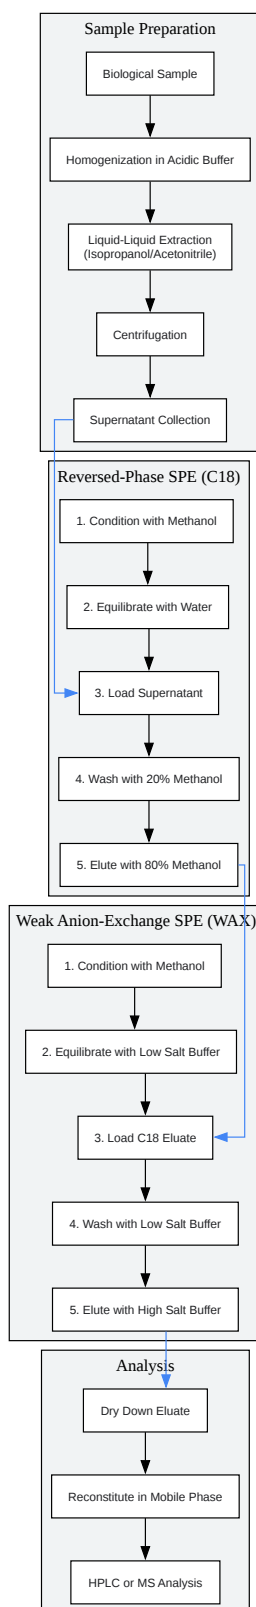 Sample Preparation
Biological Sample
Homogenization in Acidic Buffer
Liquid-Liquid Extraction
(Isopropanol/Acetonitrile)
Centrifugation
Supernatant Collection
Reversed-Phase SPE (C18)
1. Condition with Methanol
2. Equilibrate with Water
3. Load Supernatant
4. Wash with 20% Methanol
5. Elute with 80% Methanol
Weak Anion-Exchange SPE (WAX)
1. Condition with Methanol
2. Equilibrate with Low Salt Buffer
3. Load C18 Eluate
4. Wash with Low Salt Buffer
5. Elute with High Salt Buffer
Analysis
Dry Down Eluate
Reconstitute in Mobile Phase
HPLC or MS Analysis